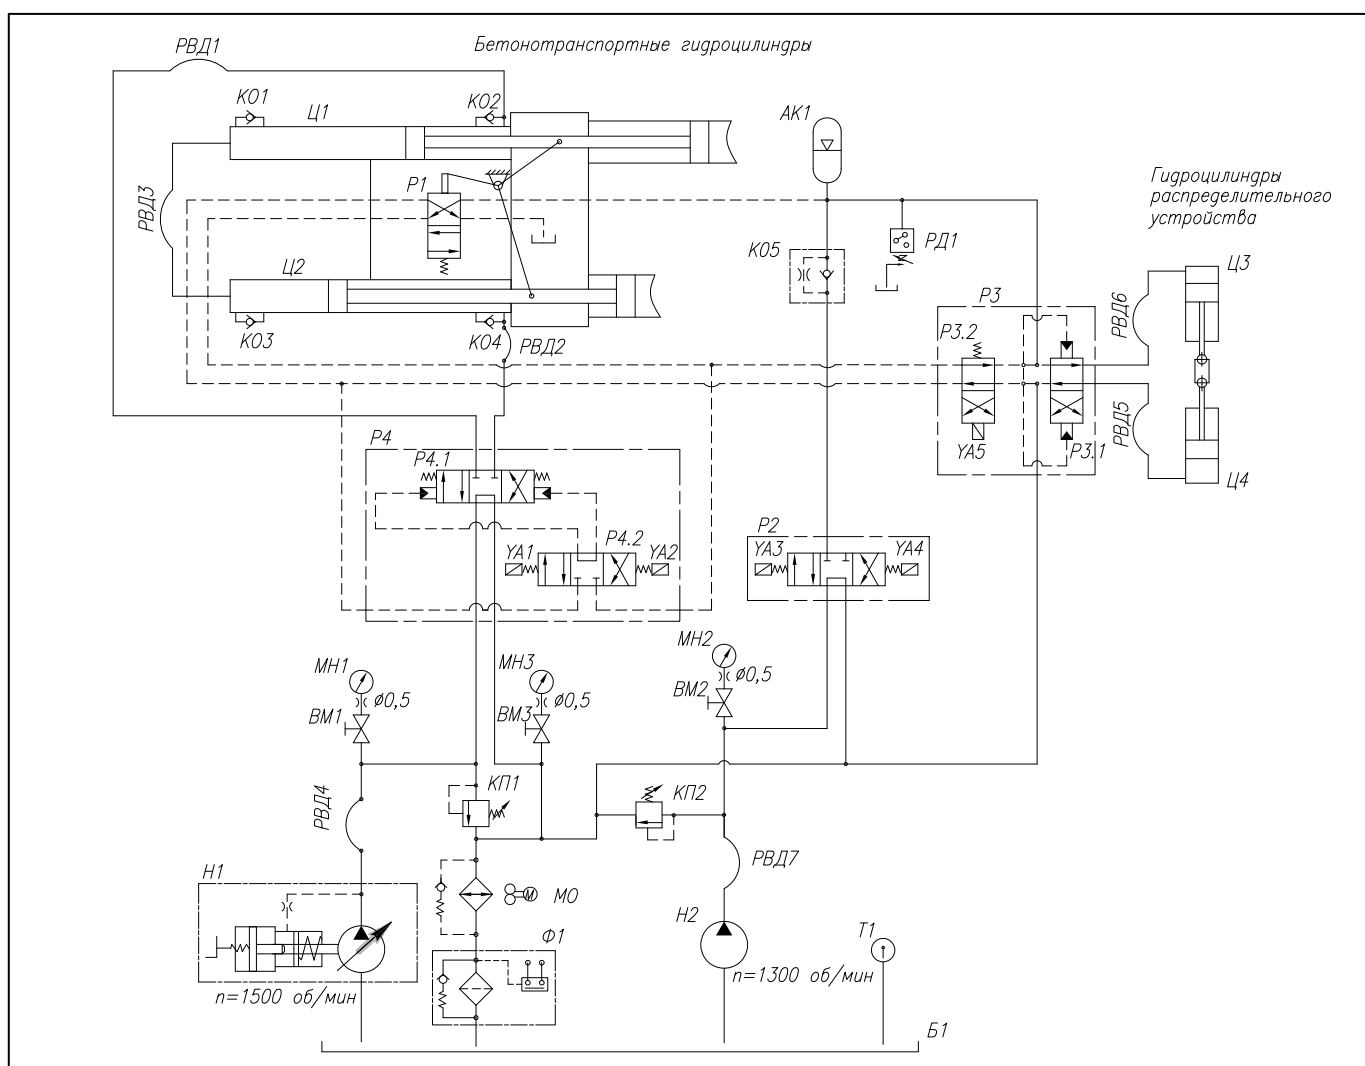 РВД1
Бетонотранспортные гидроцилиндры
КО1
Ц1
КО2
АК1
Гидроцилиндры
распределительного
устройства
Р1
РВД3
КО5
РД1
Ц2
Ц3
Р3
РВД6
Р3.2
КО3
КО4
РВД2
РВД5
YA5
Р3.1
Ц4
Р4
Р4.1
Р2
YA1
Р4.2
YA2
YA3
YA4
МН1
МН3
МН2
ø0,5
ø0,5
ø0,5
ВМ1
ВМ3
ВМ2
РВД4
КП1
КП2
РВД7
Н1
М
МО
Н2
Ф1
Т1
n=1500 об/мин
n=1300 об/мин
Б1